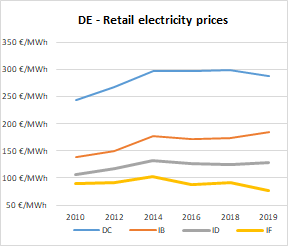 DE - Retail electricity prices
350 €/MWh
300 €/MWh
250 €/MWh
200 €/MWh
150 €/MWh
100 €/MWh
50 €/MWh
2010 2012 2014 2016 2018 2019
DC IB ID IF